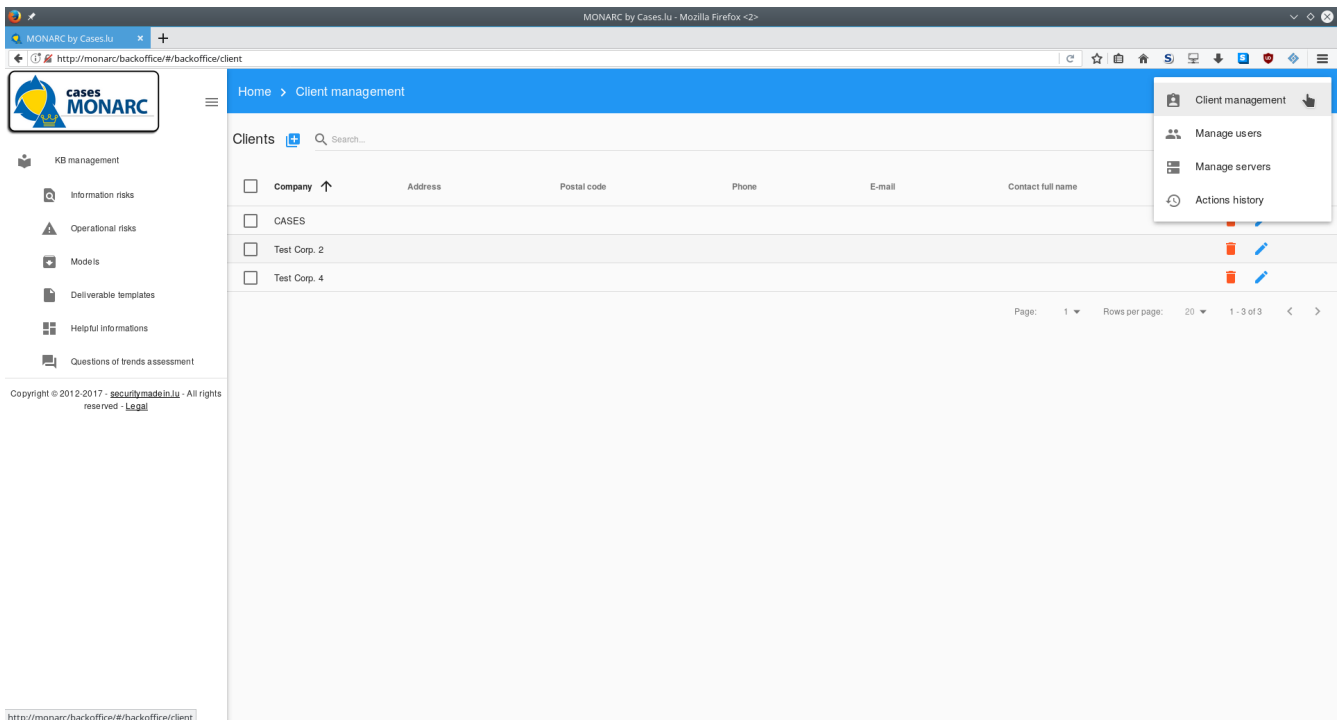 MONARC by Cases.lu - Mozilla Firefox <2>
MONARC by Cases.lu
http://monarc/backoffice/#/backoffice/client
cases
MONARC
Home > Client management
Client management
Manage users
Manage servers
Actions history
KB management
Information risks
Operational risks
Models
Deliverable templates
Helpful informations
Questions of trends assessment
Copyright © 2012-2017 - securitymadein.lu - All rights
reserved - Legal
Clients Search...
Company Address Postal code Phone E-mail Contact full name
CASES
Test Corp. 2
Test Corp. 4
Page: 1 Rows per page: 20 1 - 3 of 3
http://monarc/backoffice/#/backoffice/client